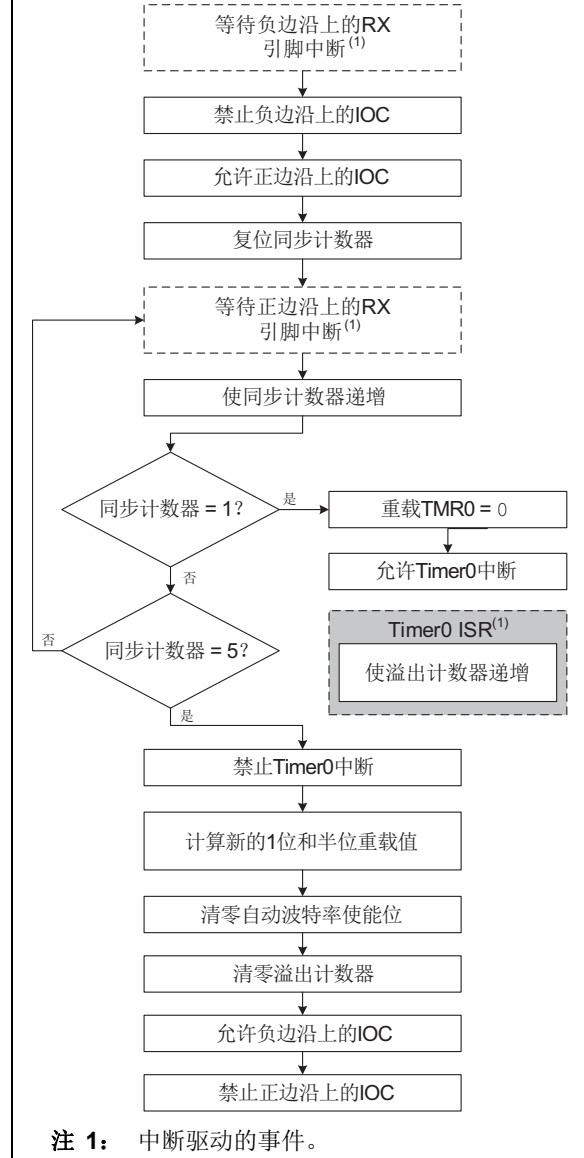 等待负边沿上的RX
引脚中断(1)
禁止负边沿上的IOC
允许正边沿上的IOC
复位同步计数器
等待正边沿上的RX
引脚中断(1)
使同步计数器递增
同步计数器 = 1？
是
重载TMR0 = 0
允许Timer0中断
否
同步计数器 = 5？
否
Timer0 ISR(1)
使溢出计数器递增
是
禁止Timer0中断
计算新的1位和半位重载值
清零自动波特率使能位
清零溢出计数器
允许负边沿上的IOC
禁止正边沿上的IOC
注 1： 中断驱动的事件。